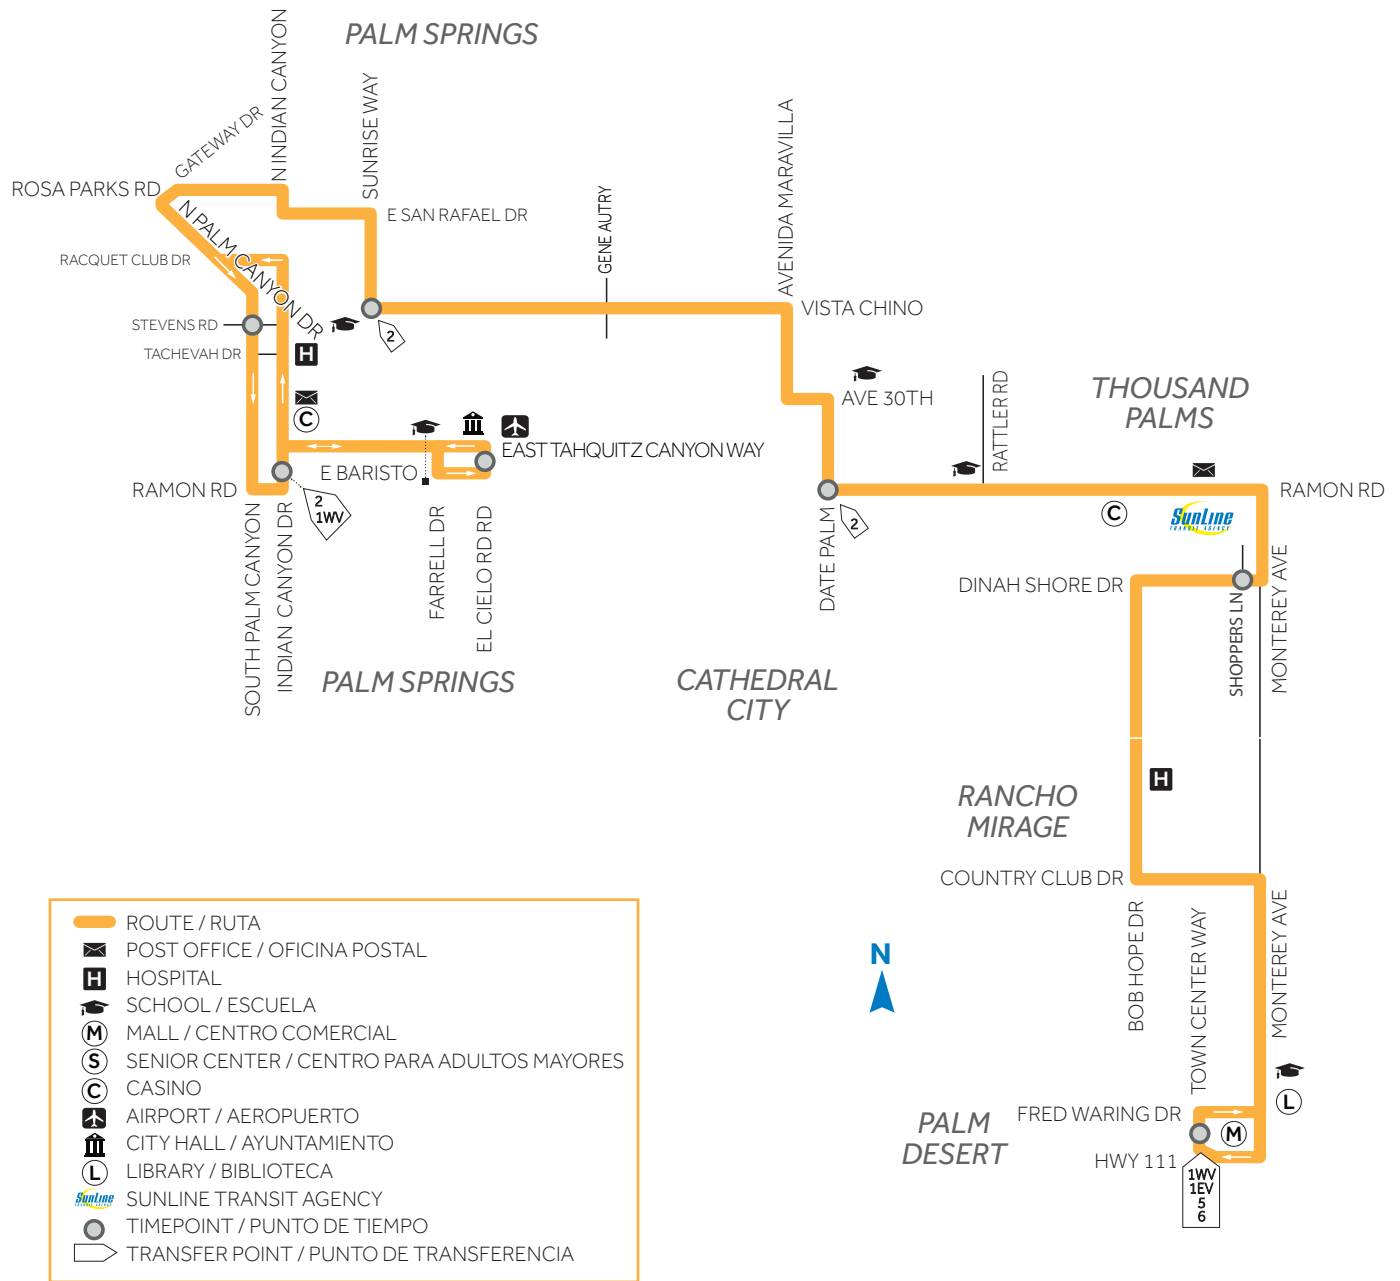 PALM SPRINGS
N INDIAN CANYON
SUNRISE WAY
GATEWAY DR
AVENIDA MARAVILLA
ROSA PARKS RD
N PALM CANYON DR
E SAN RAFAEL DR
GENE AUTRY
RACQUET CLUB DR
VISTA CHINO
STEVENS RD
2
TACHEVAH DR
H
AVE 30TH
RATTLER RD
THOUSAND
PALMS
C
EAST TAHQUITZ CANYON WAY
E BARISTO
RAMON RD
2
1WV
2
RAMON RD
C
SunLine
TRANSIT AGENCY
SOUTH PALM CANYON
INDIAN CANYON DR
FARRELL DR
EL CIELO RD RD
DATE PALM
DINAH SHORE DR
SHOPPERS LN
MONTEREY AVE
PALM SPRINGS
CATHEDRAL
CITY
H
RANCHO
MIRAGE
COUNTRY CLUB DR
BOB HOPE DR
TOWN CENTER WAY
MONTEREY AVE
N
L
FRED WARING DR
M
PALM
DESERT
HWY 111
1WV
1EV
5
6
ROUTE / RUTA
POST OFFICE / OFICINA POSTAL
H HOSPITAL
SCHOOL / ESCUELA
M MALL / CENTRO COMERCIAL
S SENIOR CENTER / CENTRO PARA ADULTOS MAYORES
C CASINO
AIRPORT / AEROPUERTO
CITY HALL / AYUNTAMIENTO
L LIBRARY / BIBLIOTECA
SunLine SUNLINE TRANSIT AGENCY
TIMEPOINT / PUNTO DE TIEMPO
TRANSFER POINT / PUNTO DE TRANSFERENCIA